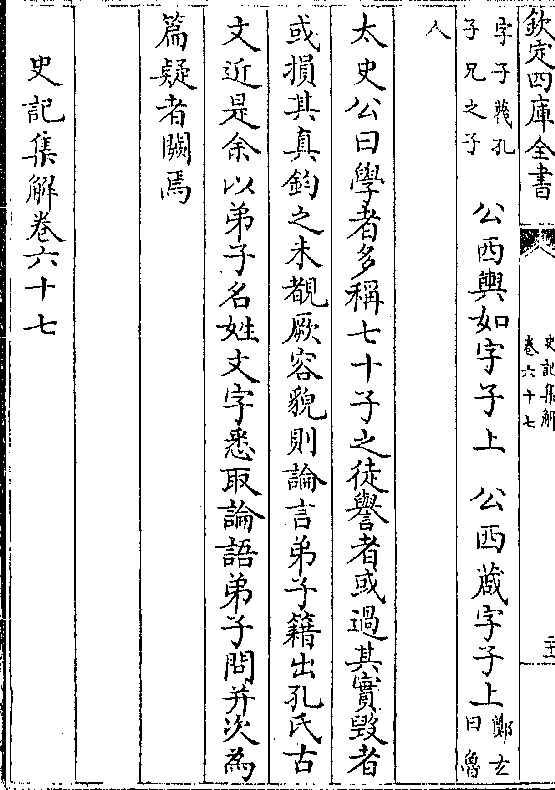 欽定四庫全書
史記集解
卷六十七
字子蔑孔
子兄之子
公西輿如字子上 公西蒧字子上
鄭玄
曰魯
人
太史公曰學者多稱七十子之徒譽者或過其實毀者
或損其真鈞之未覩厥容貌則論言弟子籍出孔氏古
文近是余以弟子名姓文字悉取論語弟子問并次為
篇疑者闕焉
史記集解卷六十七